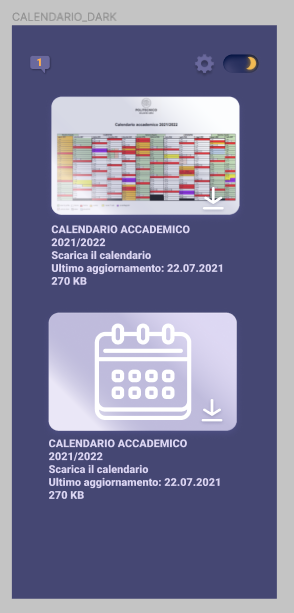 CALENDARIO_DARK
1
POLITECNICO
Calendario accademico 2021/2022
CALENDARIO ACCADEMICO
2021/2022
Scarica il calendario
Ultimo aggiornamento: 22.07.2021
270 KB
CALENDARIO ACCADEMICO
2021/2022
Scarica il calendario
Ultimo aggiornamento: 22.07.2021
270 KB